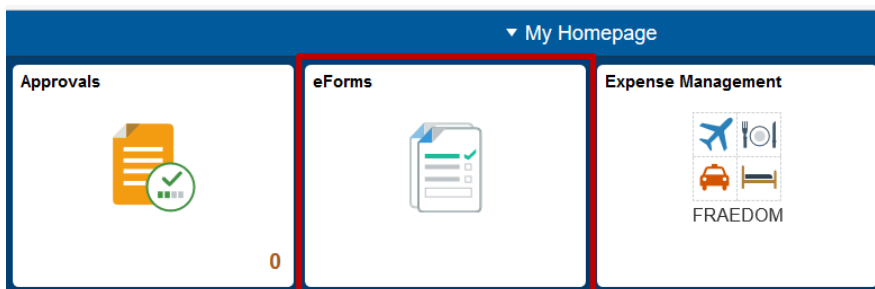 My Homepage
Approvals
eForms
Expense Management
FRAEDOM
0